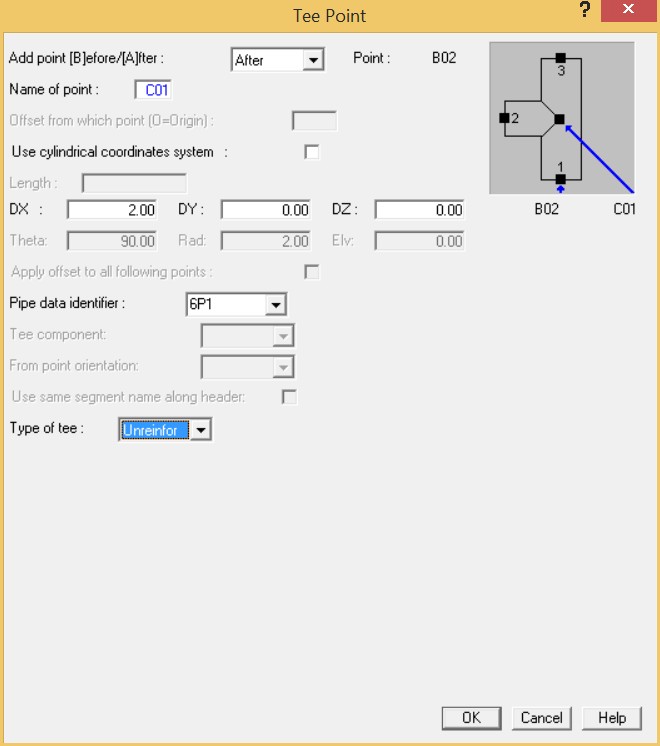 Tee Point
?
Add point [B]efore/[A]fter : After Point : B02
Name of point : C01
Offset from which point (O=Origin) :
Use cylindrical coordinates system :
Length :
DX : 2.00 DY : 0.00 DZ : 0.00
Theta: 90.00 Rad: 2.00 Elv: 0.00
Apply offset to all following points :
Pipe data identifier : 6P1
Tee component:
From point orientation:
Use same segment name along header:
Type of tee : Unreinfor
3
2
1
B02 C01
OK Cancel Help